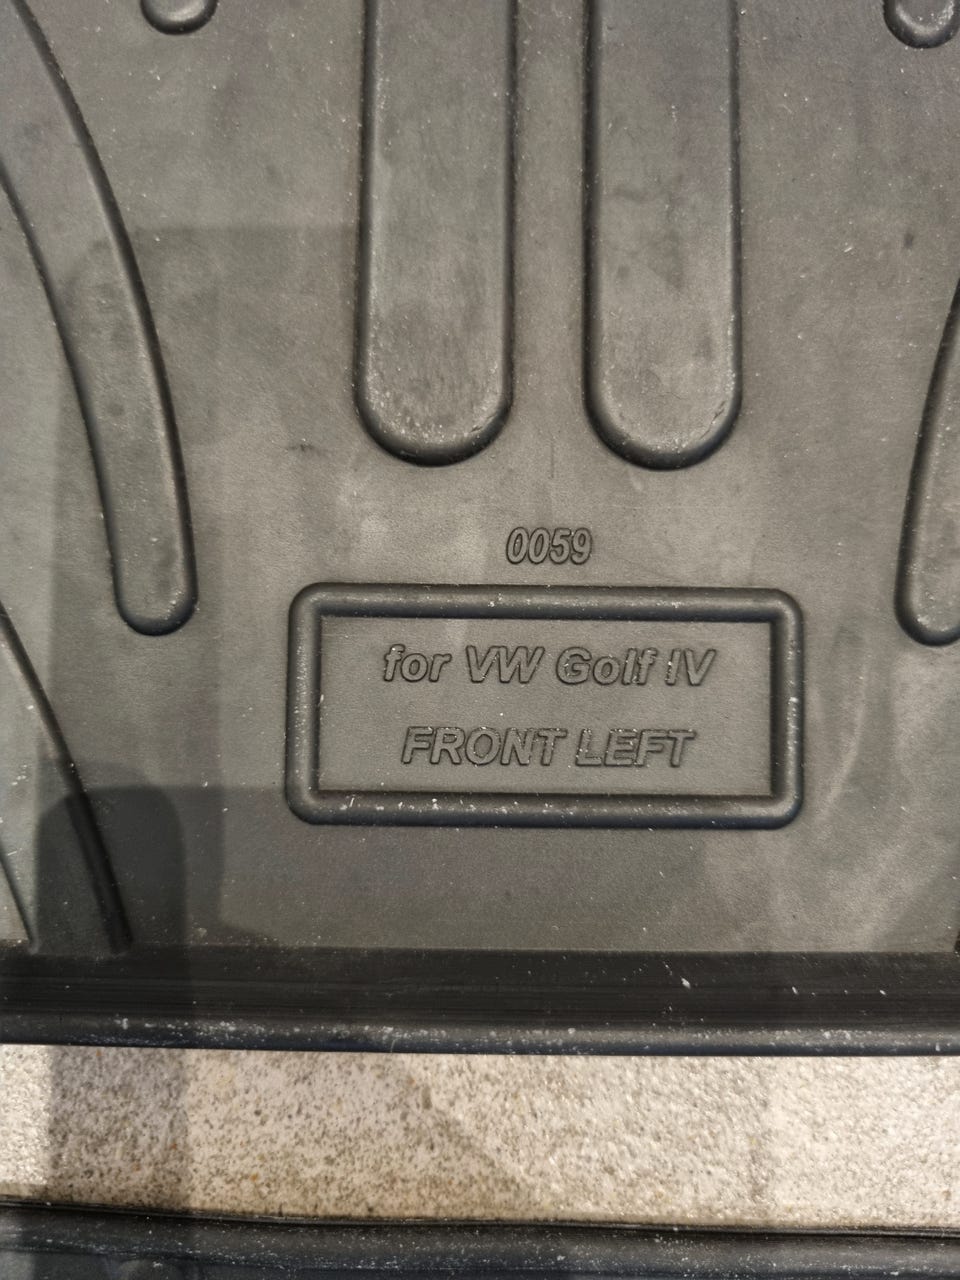 0059
for VW Golf IV
FRONT LEFT